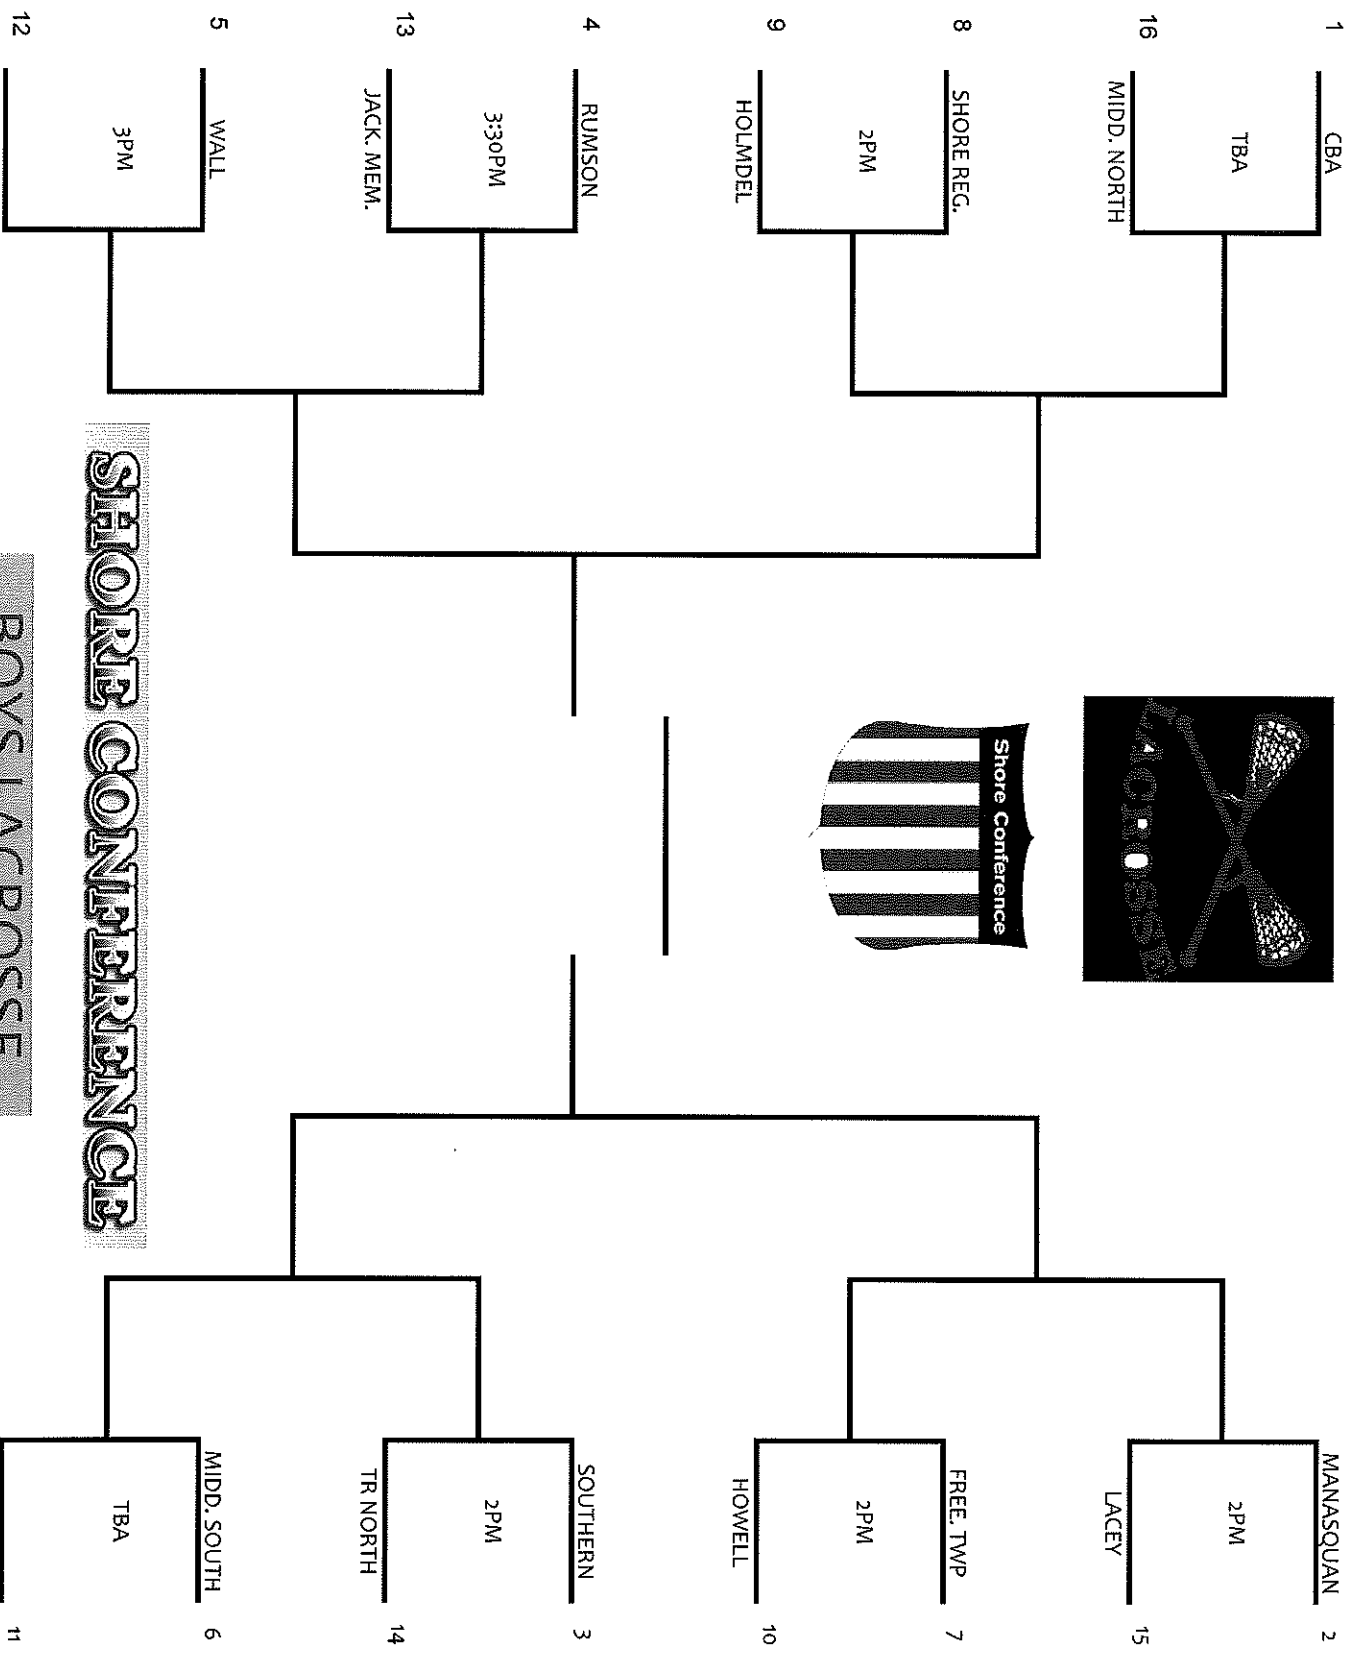 1 CBA
TBA
16 MIDD. NORTH
8 SHORE REG.
2PM
9 HOLMDEL
4 RUMSON
3:30PM
13 JACK. MEM.
5 WALL
3PM
12
LACROSSE
Shore Conference
SHORE CONFERENCE
BOYS LACROSSE
MANASQUAN 2
2PM
LACEY 15
FREE. TWP 7
2PM
HOWELL 10
SOUTHERN 3
2PM
TR NORTH 14
MIDD. SOUTH 6
TBA
11